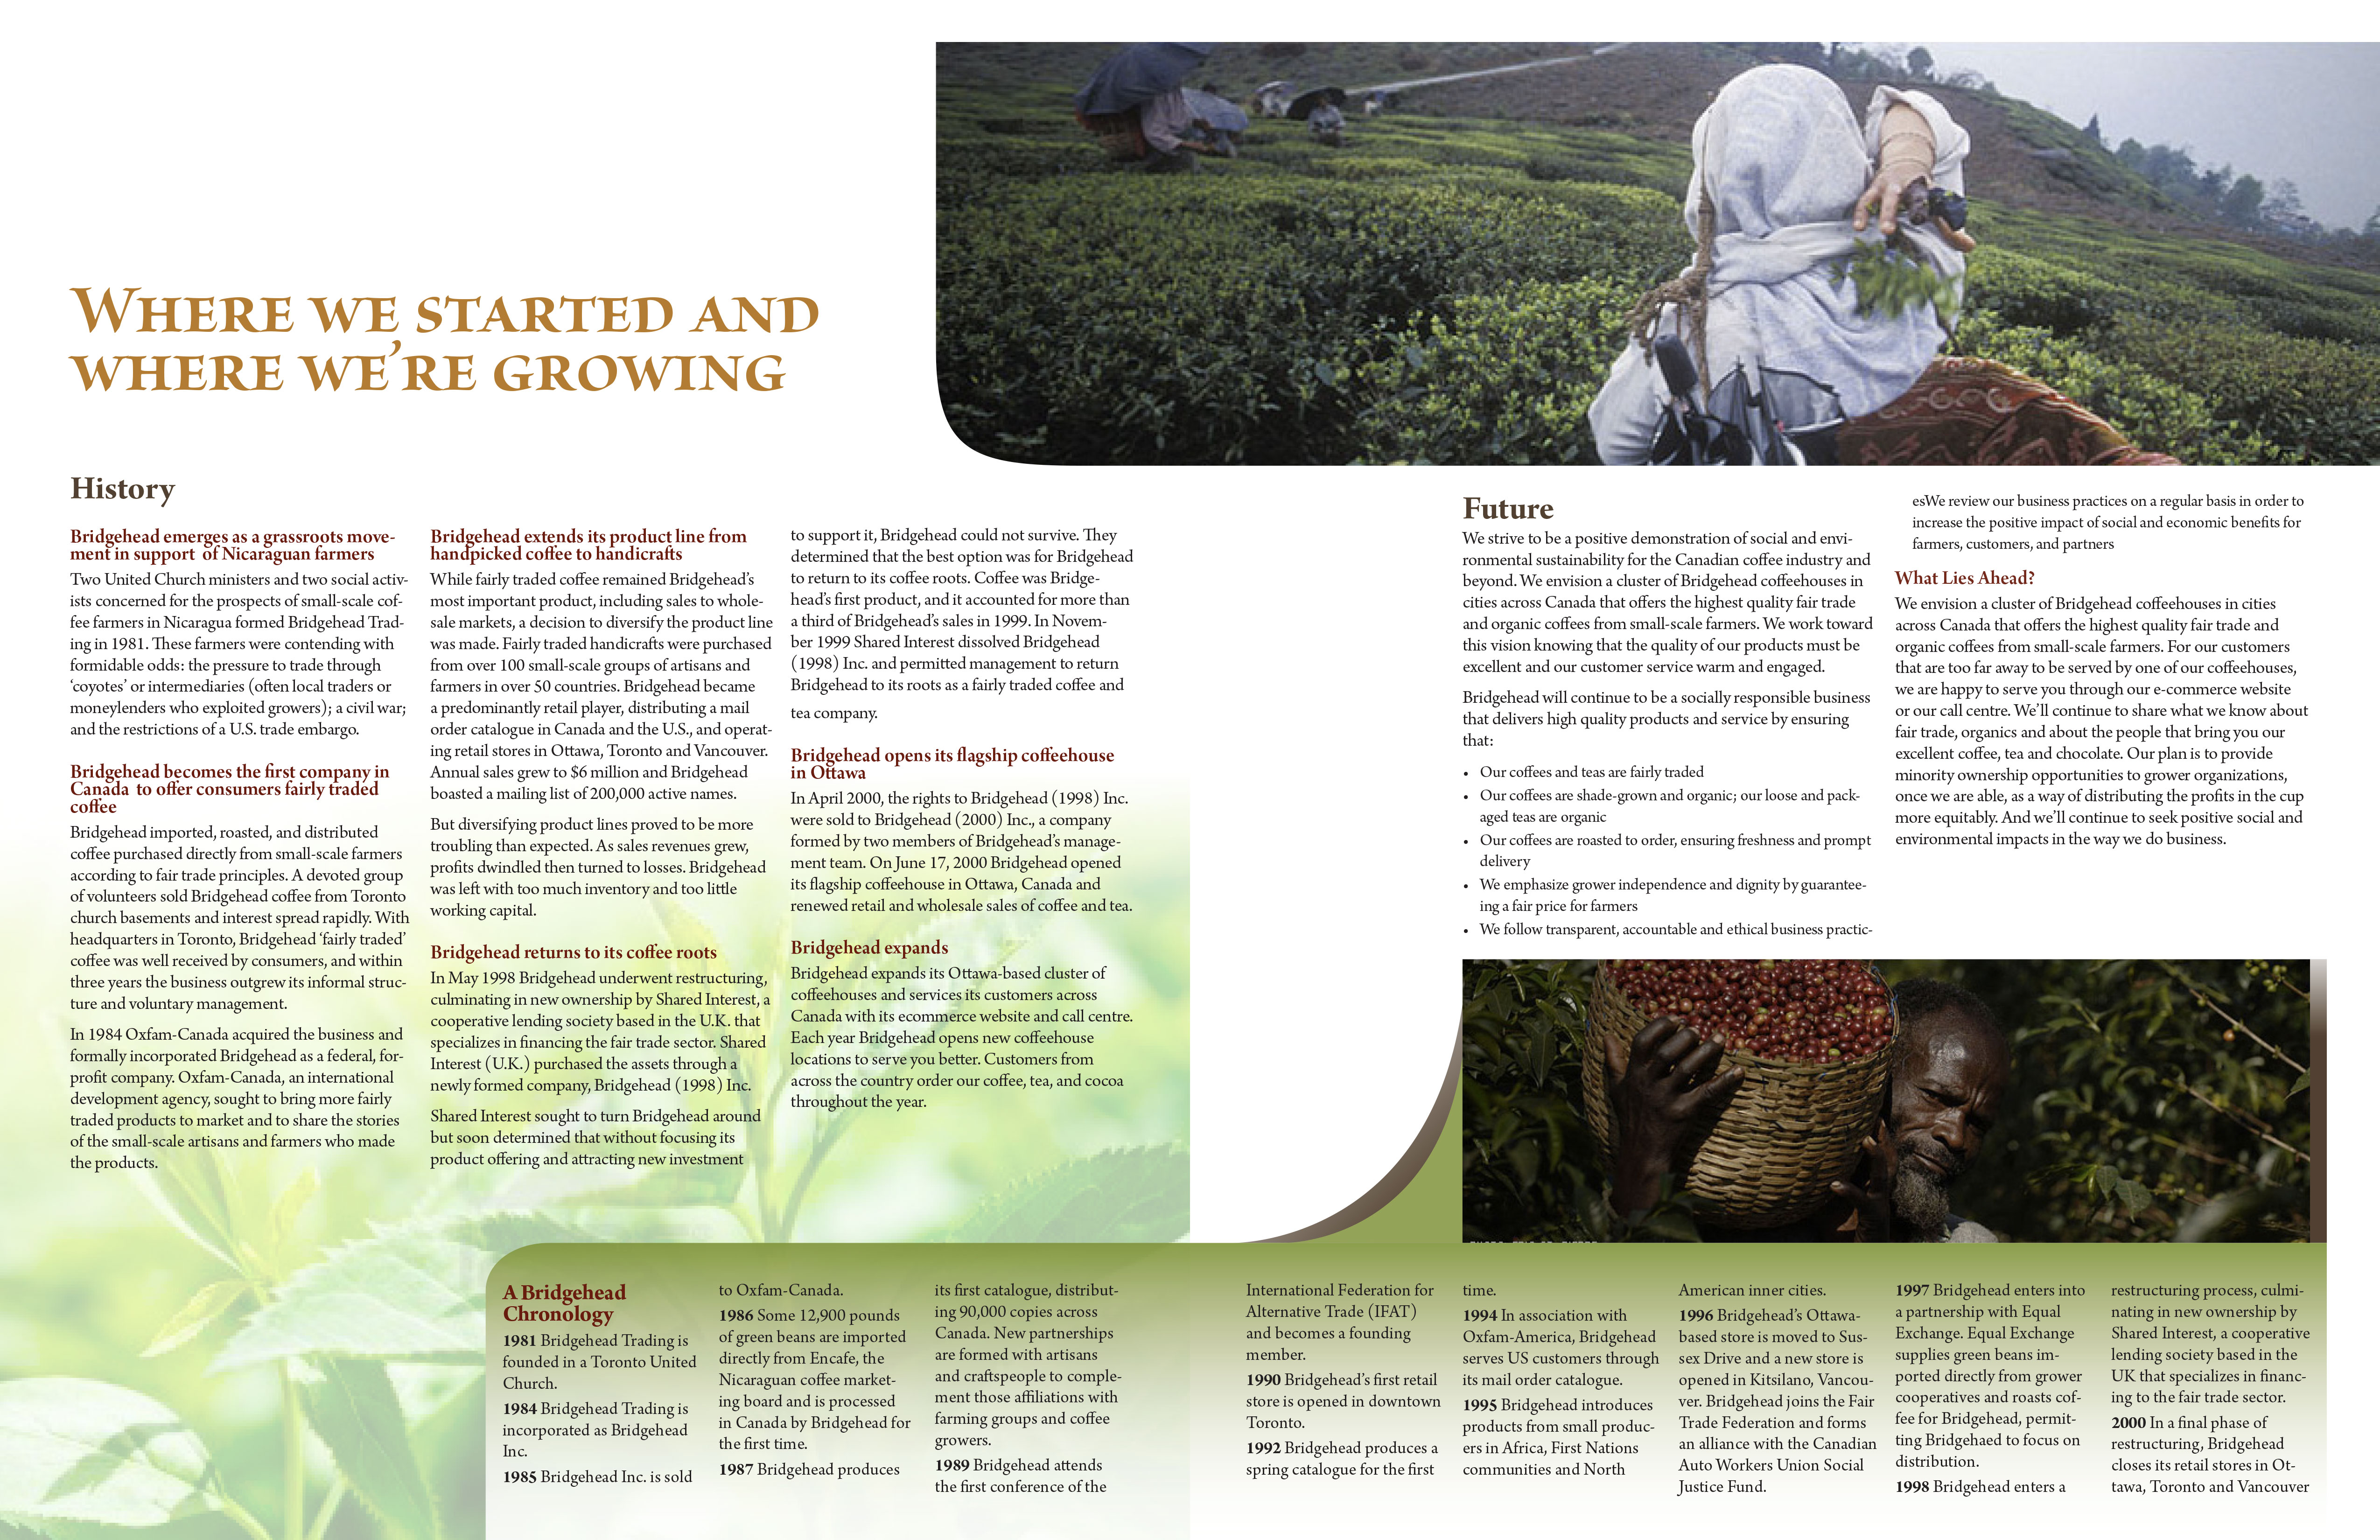 Where we started and
where we're growing
History
Bridgehead emerges as a grassroots move-
ment in support of Nicaraguan farmers
Two United Church ministers and two social activ-
ists concerned for the prospects of small-scale cof-
fee farmers in Nicaragua formed Bridgehead Trad-
ing in 1981. These farmers were contending with
formidable odds: the pressure to trade through
‘coyotes’ or intermediaries (often local traders or
moneylenders who exploited growers); a civil war;
and the restrictions of a U.S. trade embargo.
Bridgehead becomes the first company in
Canada to offer consumers fairly traded
coffee
Bridgehead imported, roasted, and distributed
coffee purchased directly from small-scale farmers
according to fair trade principles. A devoted group
of volunteers sold Bridgehead coffee from Toronto
church basements and interest spread rapidly. With
headquarters in Toronto, Bridgehead ‘fairly traded’
coffee was well received by consumers, and within
three years the business outgrew its informal struc-
ture and voluntary management.
In 1984 Oxfam-Canada acquired the business and
formally incorporated Bridgehead as a federal, for-
profit company. Oxfam-Canada, an international
development agency, sought to bring more fairly
traded products to market and to share the stories
of the small-scale artisans and farmers who made
the products.
Bridgehead extends its product line from
handpicked coffee to handicrafts
While fairly traded coffee remained Bridgehead’s
most important product, including sales to whole-
sale markets, a decision to diversify the product line
was made. Fairly traded handicrafts were purchased
from over 100 small-scale groups of artisans and
farmers in over 50 countries. Bridgehead became
a predominantly retail player, distributing a mail
order catalogue in Canada and the U.S., and operat-
ing retail stores in Ottawa, Toronto and Vancouver.
Annual sales grew to $6 million and Bridgehead
boasted a mailing list of 200,000 active names.
But diversifying product lines proved to be more
troubling than expected. As sales revenues grew,
profits dwindled then turned to losses. Bridgehead
was left with too much inventory and too little
working capital.
Bridgehead returns to its coffee roots
In May 1998 Bridgehead underwent restructuring,
culminating in new ownership by Shared Interest, a
cooperative lending society based in the U.K. that
specializes in financing the fair trade sector. Shared
Interest (U.K.) purchased the assets through a
newly formed company, Bridgehead (1998) Inc.
Shared Interest sought to turn Bridgehead around
but soon determined that without focusing its
product offering and attracting new investment
to support it, Bridgehead could not survive. They
determined that the best option was for Bridgehead
to return to its coffee roots. Coffee was Bridge-
head’s first product, and it accounted for more than
a third of Bridgehead’s sales in 1999. In Novem-
ber 1999 Shared Interest dissolved Bridgehead
(1998) Inc. and permitted management to return
Bridgehead to its roots as a fairly traded coffee and
tea company.
Bridgehead opens its flagship coffeehouse
in Ottawa
In April 2000, the rights to Bridgehead (1998) Inc.
were sold to Bridgehead (2000) Inc., a company
formed by two members of Bridgehead’s manage-
ment team. On June 17, 2000 Bridgehead opened
its flagship coffeehouse in Ottawa, Canada and
renewed retail and wholesale sales of coffee and tea.
Bridgehead expands
Bridgehead expands its Ottawa-based cluster of
coffeehouses and services its customers across
Canada with its ecommerce website and call centre.
Each year Bridgehead opens new coffeehouse
locations to serve you better. Customers from
across the country order our coffee, tea, and cocoa
throughout the year.
Future
We strive to be a positive demonstration of social and envi-
ronmental sustainability for the Canadian coffee industry and
beyond. We envision a cluster of Bridgehead coffeehouses in
cities across Canada that offers the highest quality fair trade
and organic coffees from small-scale farmers. We work toward
this vision knowing that the quality of our products must be
excellent and our customer service warm and engaged.
Bridgehead will continue to be a socially responsible business
that delivers high quality products and service by ensuring
that:
• Our coffees and teas are fairly traded
• Our coffees are shade-grown and organic; our loose and pack-
aged teas are organic
• Our coffees are roasted to order, ensuring freshness and prompt
delivery
• We emphasize grower independence and dignity by guarantee-
ing a fair price for farmers
• We follow transparent, accountable and ethical business practic-
esWe review our business practices on a regular basis in order to
increase the positive impact of social and economic benefits for
farmers, customers, and partners
What Lies Ahead?
We envision a cluster of Bridgehead coffeehouses in cities
across Canada that offers the highest quality fair trade and
organic coffees from small-scale farmers. For our customers
that are too far away to be served by one of our coffeehouses,
we are happy to serve you through our e-commerce website
or our call centre. We’ll continue to share what we know about
fair trade, organics and about the people that bring you our
excellent coffee, tea and chocolate. Our plan is to provide
minority ownership opportunities to grower organizations,
once we are able, as a way of distributing the profits in the cup
more equitably. And we’ll continue to seek positive social and
environmental impacts in the way we do business.
A Bridgehead
Chronology
1981 Bridgehead Trading is
founded in a Toronto United
Church.
1984 Bridgehead Trading is
incorporated as Bridgehead
Inc.
1985 Bridgehead Inc. is sold
to Oxfam-Canada.
1986 Some 12,900 pounds
of green beans are imported
directly from Encafe, the
Nicaraguan coffee market-
ing board and is processed
in Canada by Bridgehead for
the first time.
1987 Bridgehead produces
its first catalogue, distribut-
ing 90,000 copies across
Canada. New partnerships
are formed with artisans
and craftspeople to comple-
ment those affiliations with
farming groups and coffee
growers.
1989 Bridgehead attends
the first conference of the
International Federation for
Alternative Trade (IFAT)
and becomes a founding
member.
1990 Bridgehead’s first retail
store is opened in downtown
Toronto.
1992 Bridgehead produces a
spring catalogue for the first
time.
1994 In association with
Oxfam-America, Bridgehead
serves US customers through
its mail order catalogue.
1995 Bridgehead introduces
products from small produc-
ers in Africa, First Nations
communities and North
American inner cities.
1996 Bridgehead’s Ottawa-
based store is moved to Sus-
sex Drive and a new store is
opened in Kitsilano, Vancou-
ver. Bridgehead joins the Fair
Trade Federation and forms
an alliance with the Canadian
Auto Workers Union Social
Justice Fund.
1997 Bridgehead enters into
a partnership with Equal
Exchange. Equal Exchange
supplies green beans im-
ported directly from grower
cooperatives and roasts cof-
fee for Bridgehead, permit-
ting Bridgehaed to focus on
distribution.
1998 Bridgehead enters a
restructuring process, culmi-
nating in new ownership by
Shared Interest, a cooperative
lending society based in the
UK that specializes in financ-
ing to the fair trade sector.
2000 In a final phase of
restructuring, Bridgehead
closes its retail stores in Ot-
tawa, Toronto and Vancouver